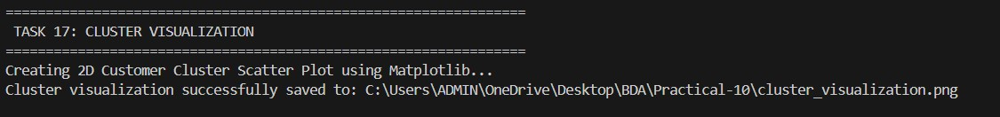 =================================================================
 TASK 17: CLUSTER VISUALIZATION
=================================================================
Creating 2D Customer Cluster Scatter Plot using Matplotlib...
Cluster visualization successfully saved to: C:\Users\ADMIN\OneDrive\Desktop\BDA\Practical-10\cluster_visualization.png